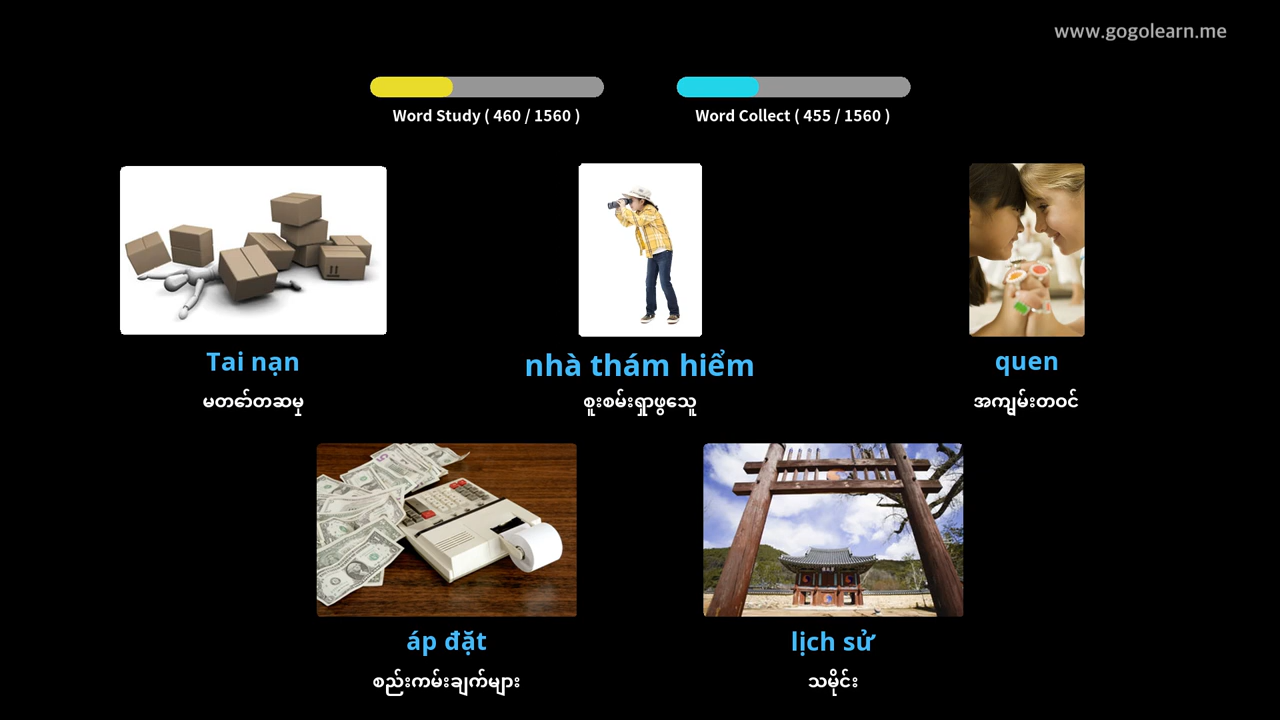 www.gogolearn.me
Word Study ( 460 / 1560 )
Word Collect ( 455 / 1560 )
Tai nạn
မတော်တဆမှု
nhà thám hiểm
စူးစမ်းရှာဖွေသူ
quen
အကျွမ်းတဝင်
áp đặt
စည်းကမ်းချက်များ
lịch sử
သမိုင်း